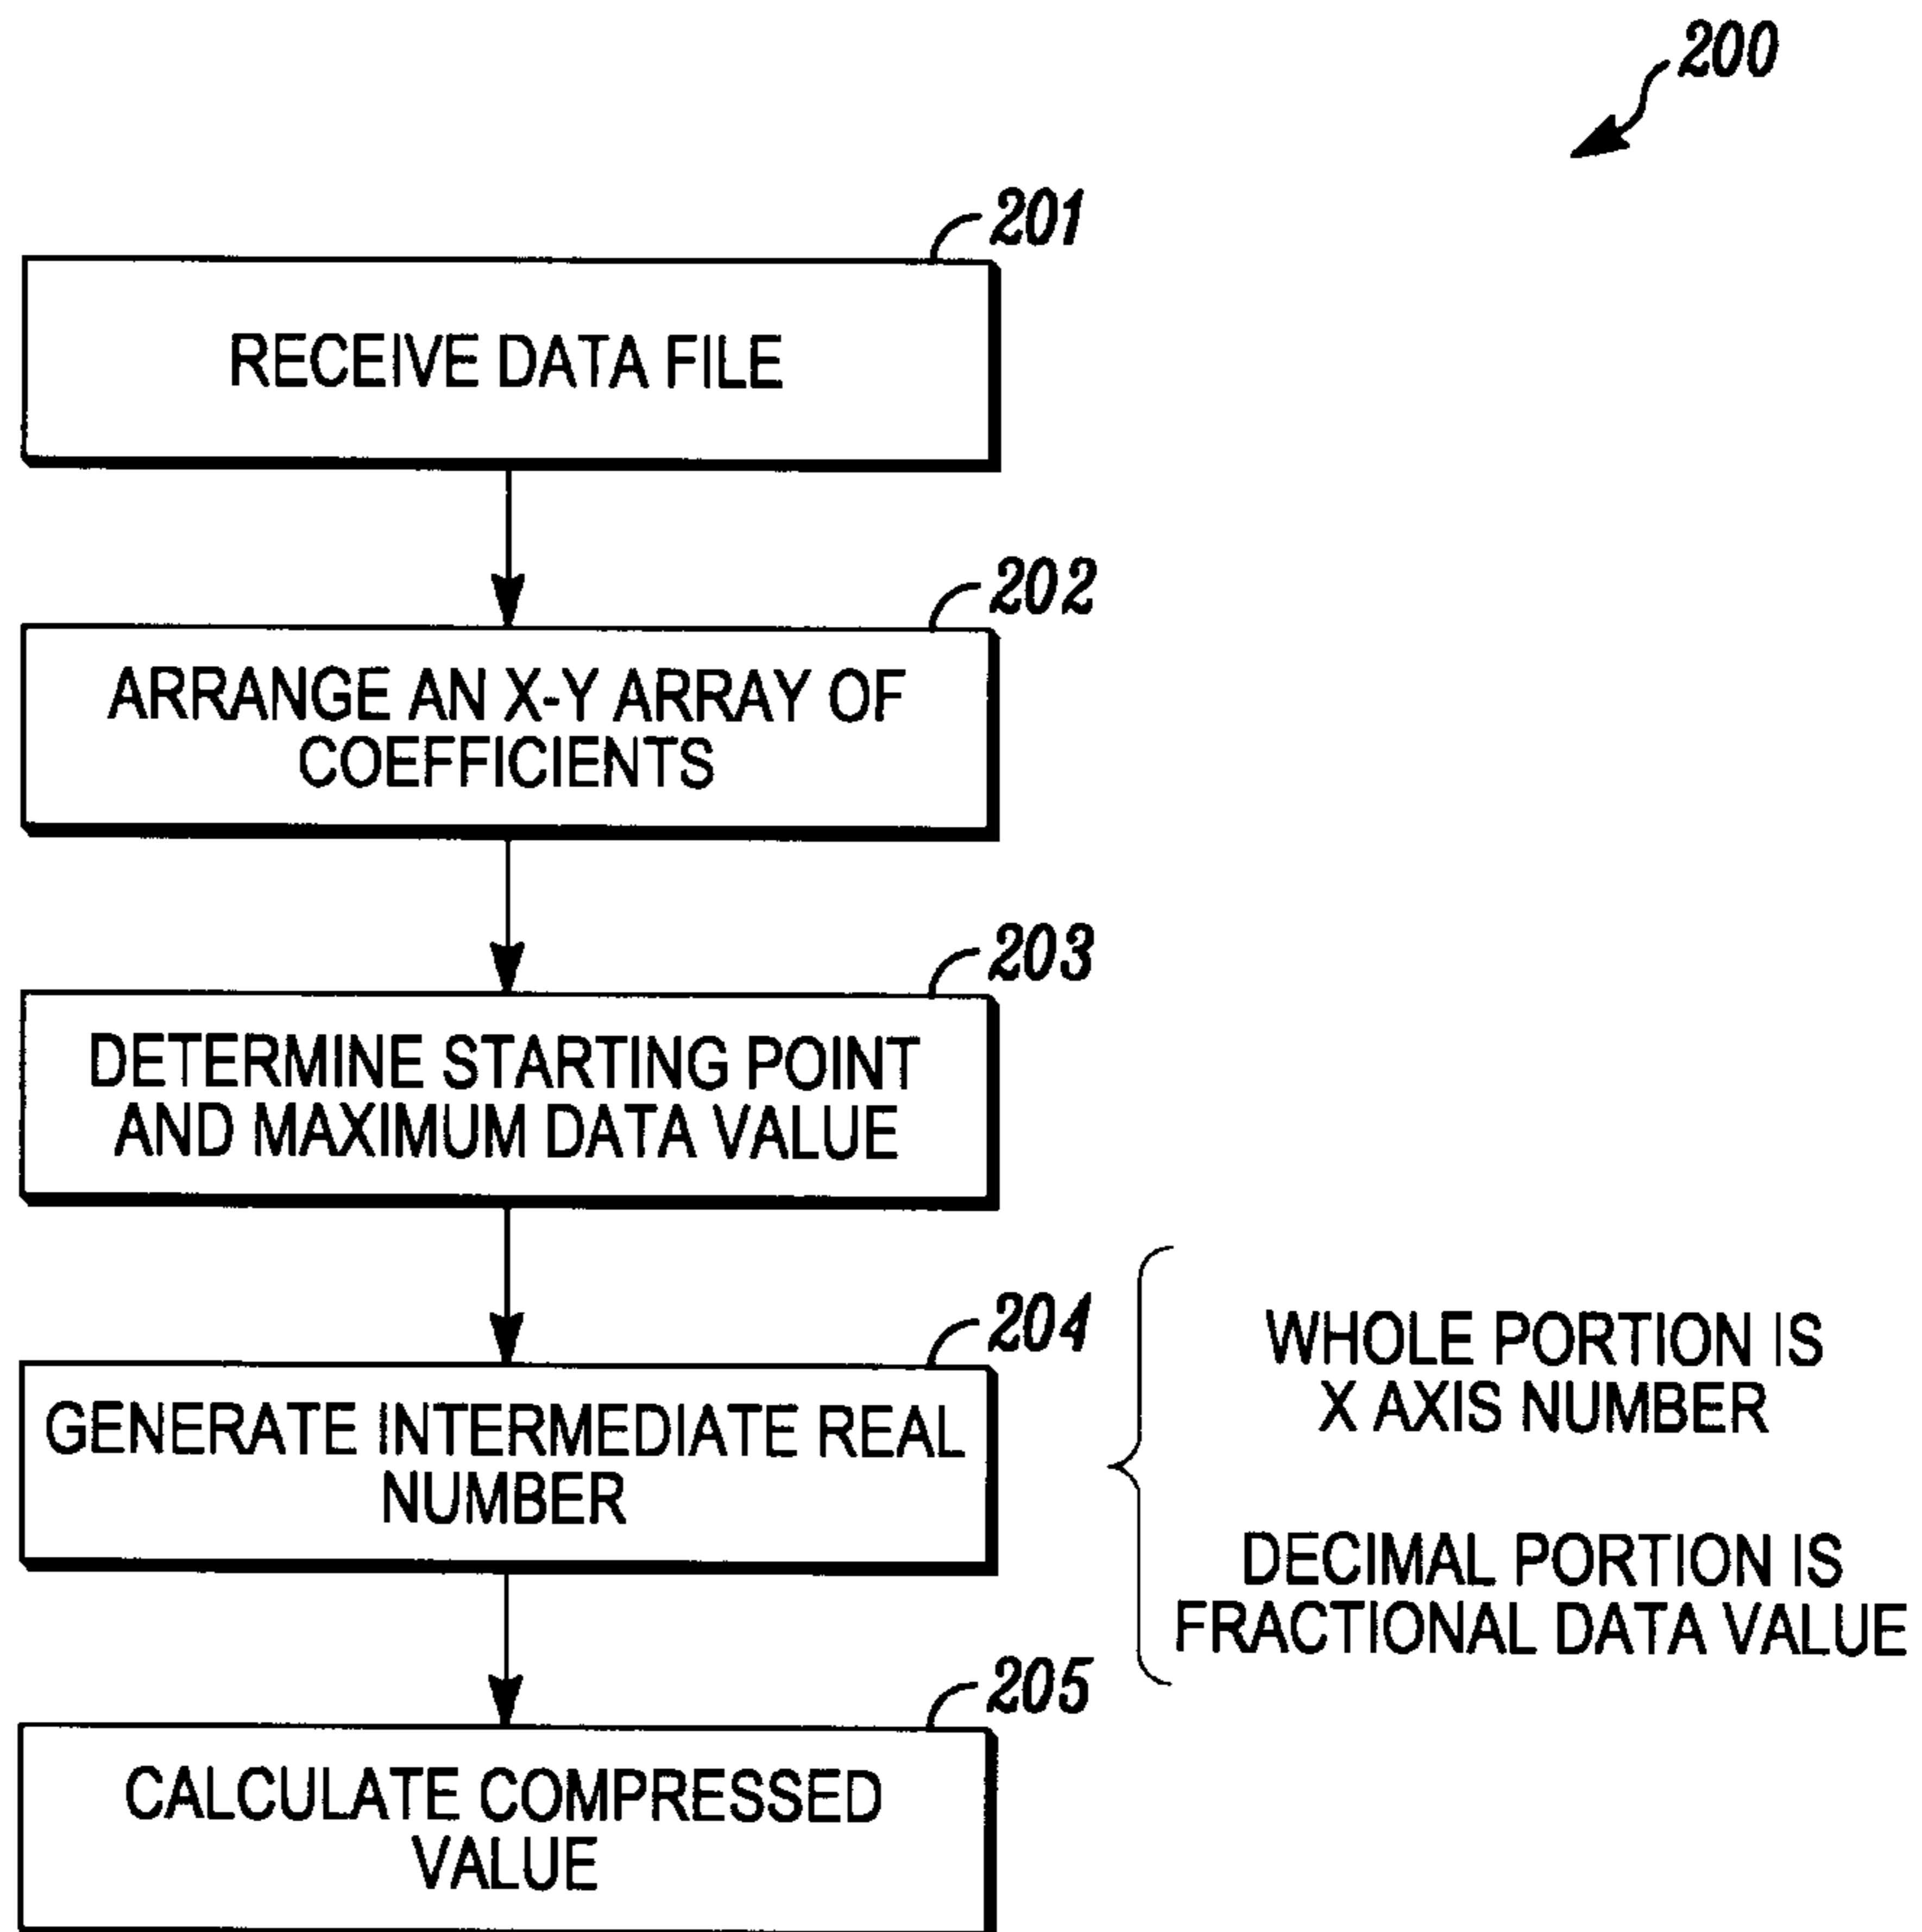 200
201
RECEIVE DATA FILE
202
ARRANGE AN X-Y ARRAY OF
COEFFICIENTS
203
DETERMINE STARTING POINT
AND MAXIMUM DATA VALUE
204
GENERATE INTERMEDIATE REAL
NUMBER
WHOLE PORTION IS
X AXIS NUMBER
DECIMAL PORTION IS
FRACTIONAL DATA VALUE
205
CALCULATE COMPRESSED
VALUE